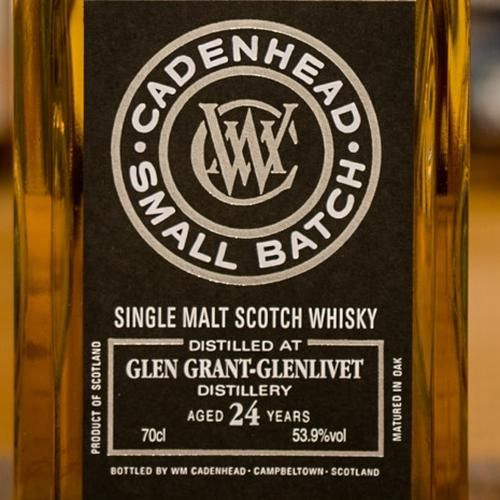 CADENHEAD
• SMALL BATCH •
WC
SINGLE MALT SCOTCH WHISKY
DISTILLED AT
GLEN GRANT-GLENLIVET
DISTILLERY
AGED 24 YEARS
70cl 53.9%vol
PRODUCT OF SCOTLAND
MATURED IN OAK
BOTTLED BY WM CADENHEAD • CAMPBELTOWN • SCOTLAND